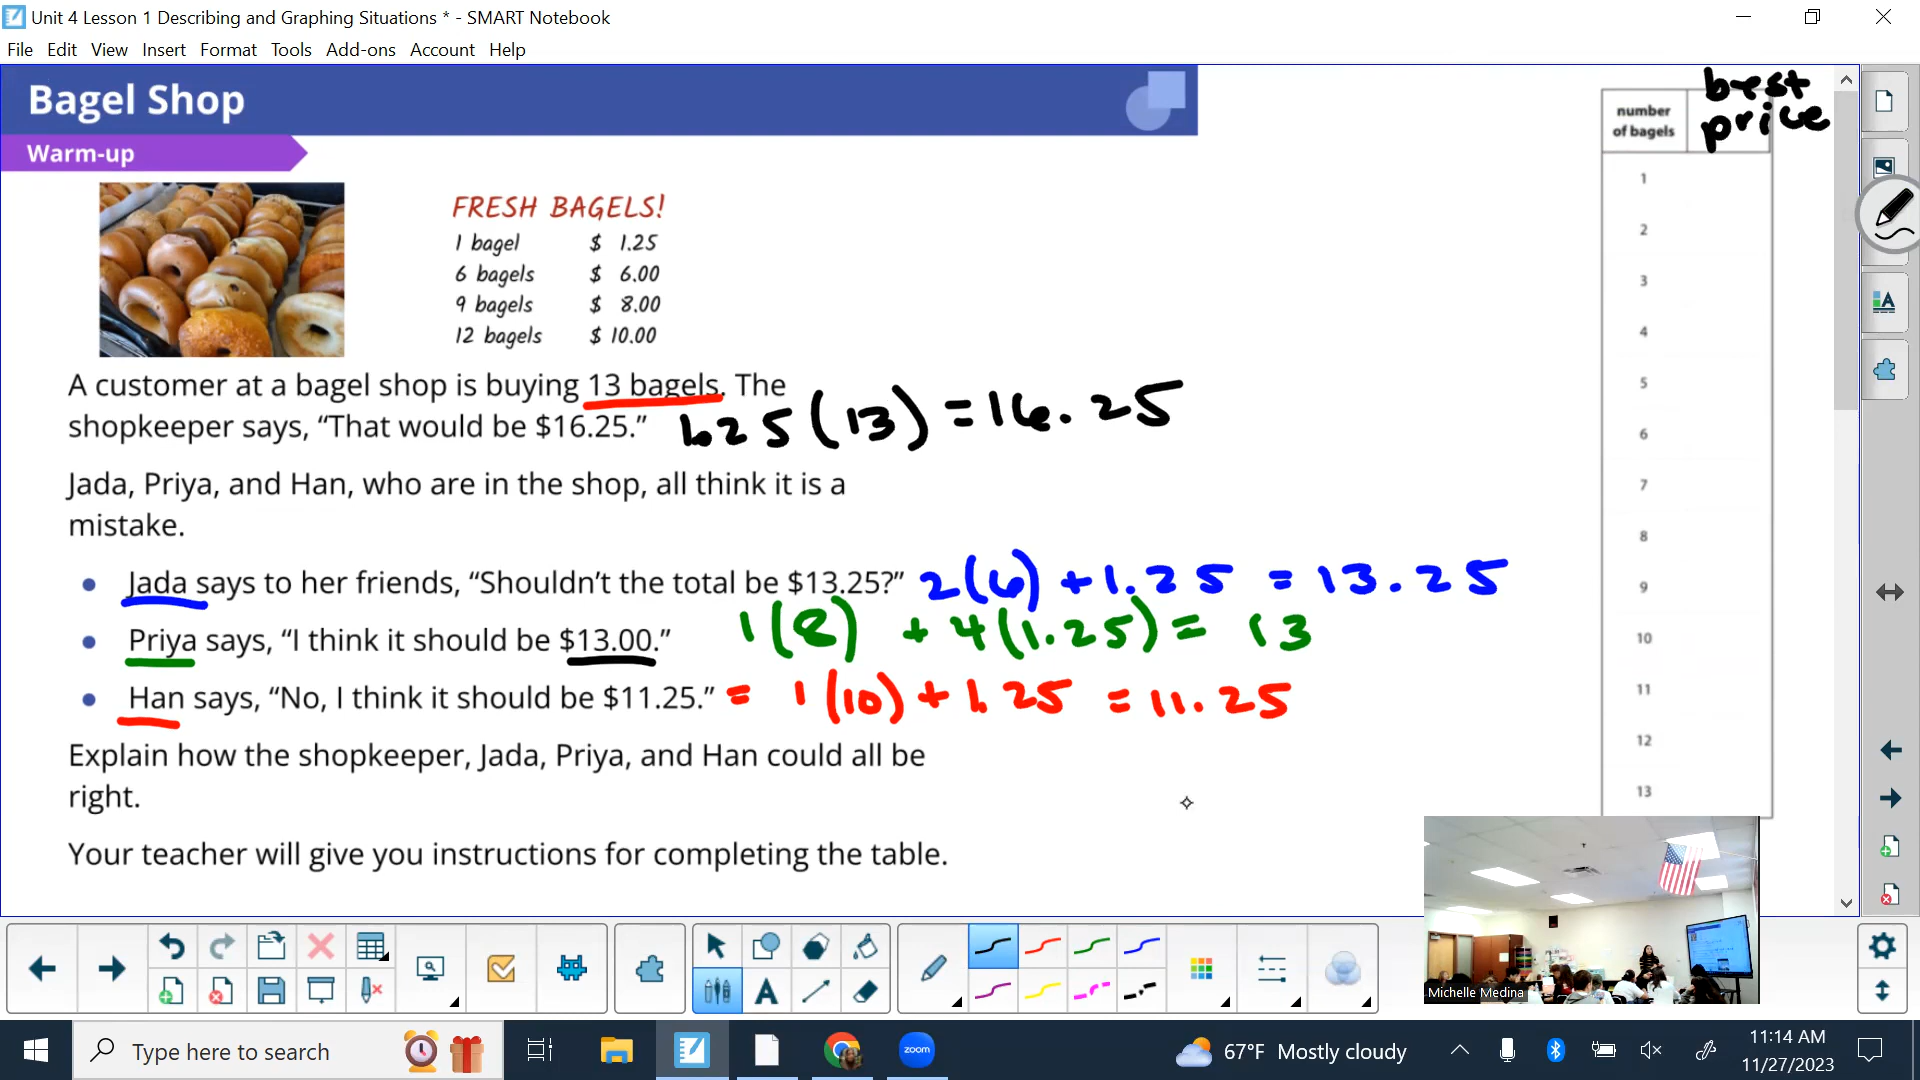 Unit 4 Lesson 1 Describing and Graphing Situations * - SMART Notebook
File Edit View Insert Format Tools Add-ons Account Help
Bagel Shop
Warm-up
FRESH BAGELS!
1 bagel $ 1.25
6 bagels $ 6.00
9 bagels $ 8.00
12 bagels $ 10.00
A customer at a bagel shop is buying 13 bagels. The
shopkeeper says, “That would be $16.25.” 1.25(13)=16.25
Jada, Priya, and Han, who are in the shop, all think it is a
mistake.
• Jada says to her friends, “Shouldn’t the total be $13.25?” 2(6)+1.25 = 13.25
• Priya says, “I think it should be $13.00.” 1(8) + 4(1.25)= 13
• Han says, “No, I think it should be $11.25.” = 1(10)+1.25 = 11.25
Explain how the shopkeeper, Jada, Priya, and Han could all be
right.
Your teacher will give you instructions for completing the table.
number
of bagels
best
price
1
2
3
4
5
6
7
8
9
10
11
12
13
Michelle Medina
A
A
Type here to search
zoom
67°F Mostly cloudy
11:14 AM
11/27/2023